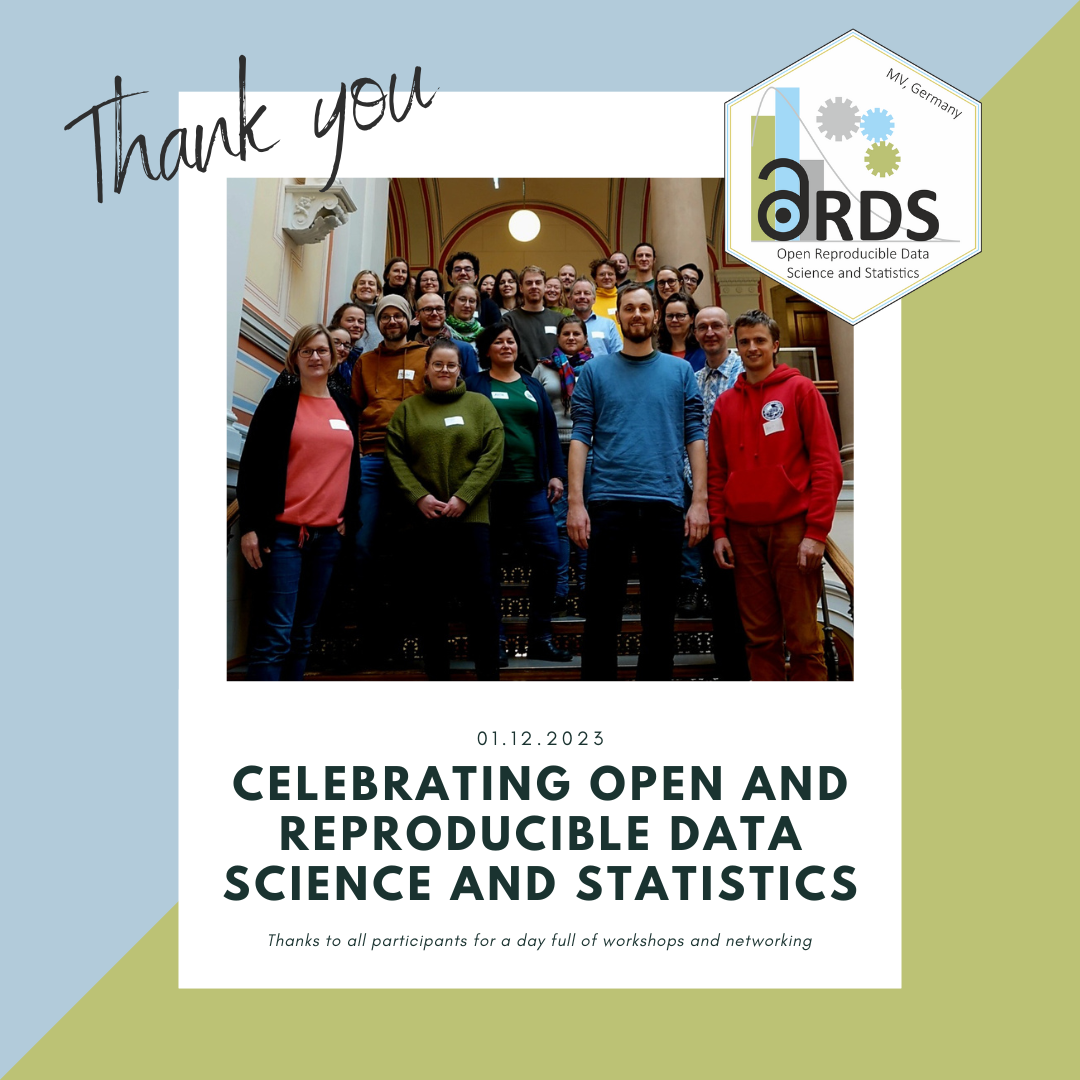 Thank you
MV, Germany
ORDS
Open Reproducible Data
Science and Statistics
01.12.2023
CELEBRATING OPEN AND
REPRODUCIBLE DATA
SCIENCE AND STATISTICS
Thanks to all participants for a day full of workshops and networking